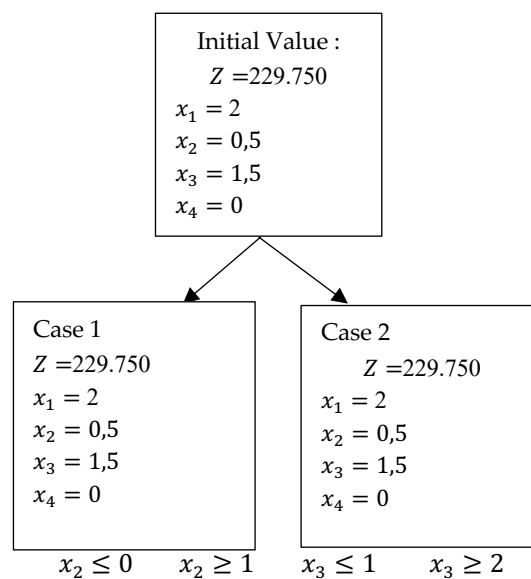 Initial Value :
Z =229.750
x₁ = 2
x₂ = 0,5
x₃ = 1,5
x₄ = 0
Case 1
Z =229.750
x₁ = 2
x₂ = 0,5
x₃ = 1,5
x₄ = 0
Case 2
Z =229.750
x₁ = 2
x₂ = 0,5
x₃ = 1,5
x₄ = 0
x₂ ≤ 0 x₂ ≥ 1 x₃ ≤ 1 x₃ ≥ 2